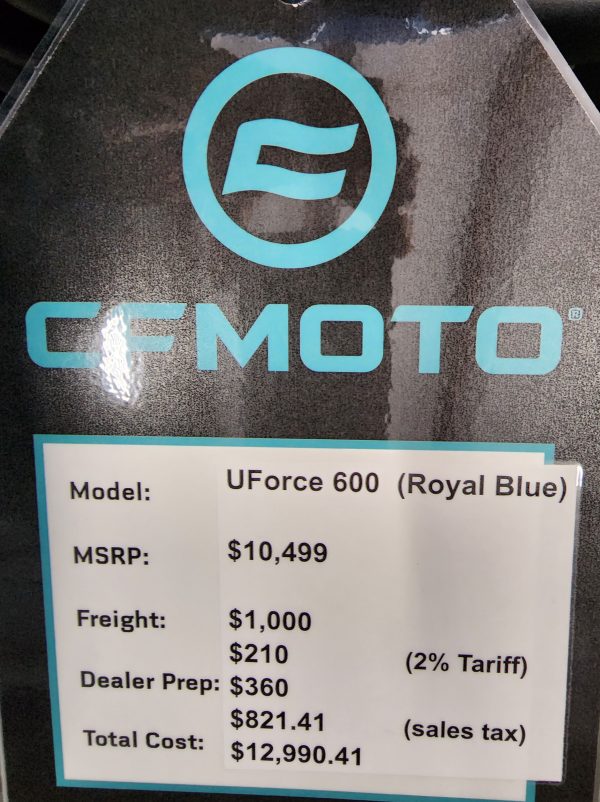 CFMOTO®
Model: UForce 600 (Royal Blue)
MSRP: $10,499
Freight: $1,000
$210 (2% Tariff)
Dealer Prep: $360
$821.41 (sales tax)
Total Cost: $12,990.41